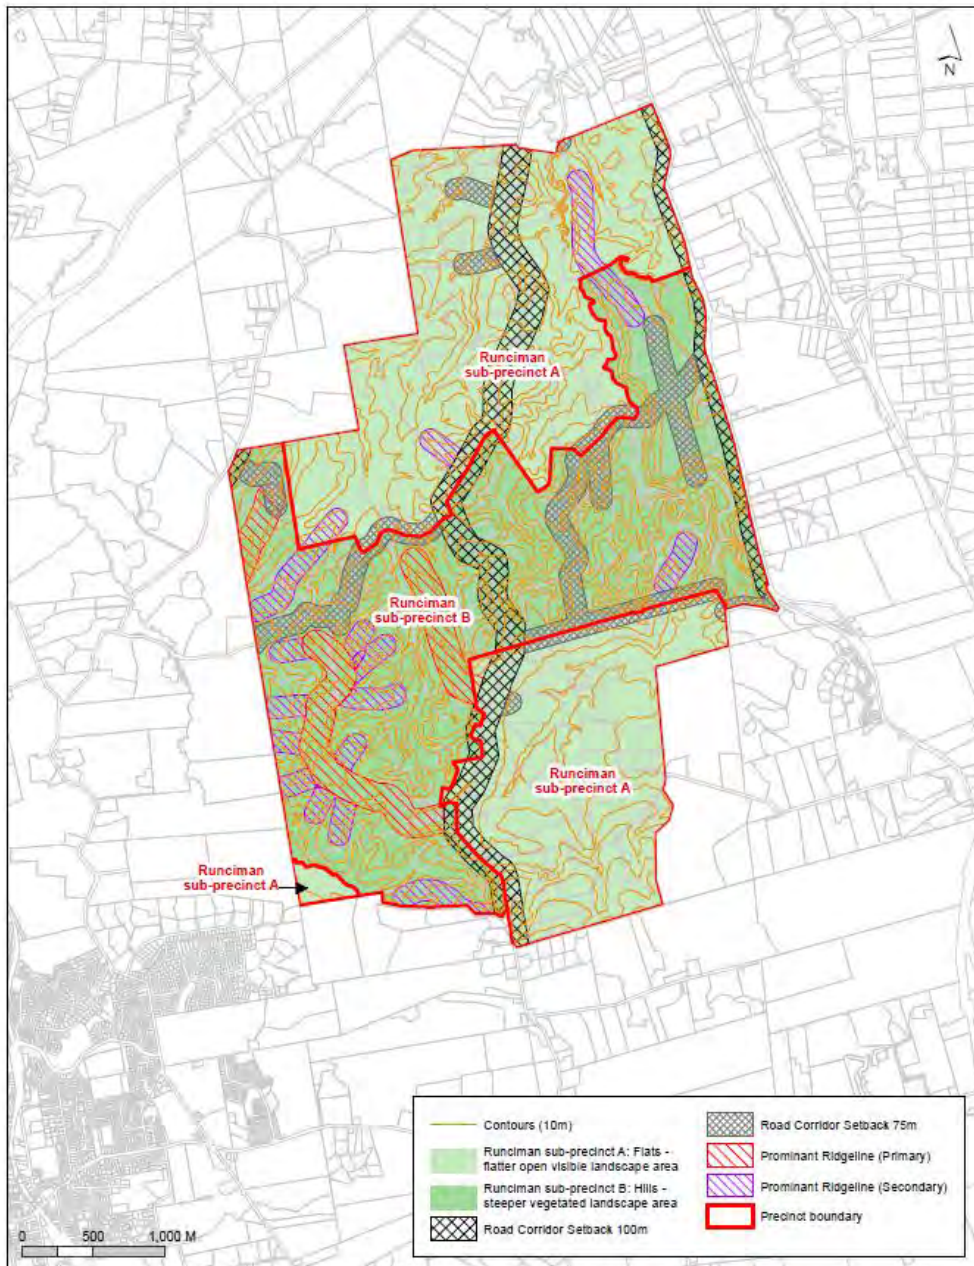 N
Runciman
sub-precinct A
Runciman
sub-precinct B
Runciman
sub-precinct A
Runciman
sub-precinct A
Contours (10m)
Runciman sub-precinct A: Flats -
flatter open visible landscape area
Runciman sub-precinct B: Hills -
steeper vegetated landscape area
Road Corridor Setback 100m
Road Corridor Setback 75m
Prominant Ridgeline (Primary)
Prominant Ridgeline (Secondary)
Precinct boundary
0 500 1,000 M